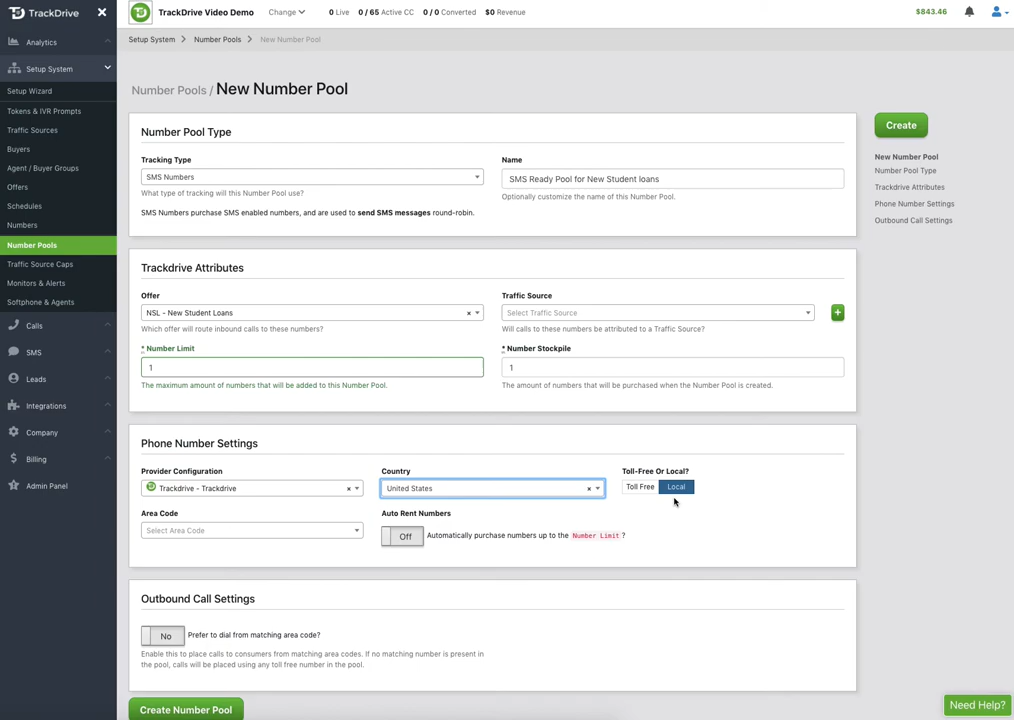 TrackDrive
TrackDrive Video Demo
Change
0 Live 0 / 65 Active CC 0 / 0 Converted $0 Revenue
$843.46
Analytics
Setup System
Setup Wizard
Tokens & IVR Prompts
Traffic Sources
Buyers
Agent / Buyer Groups
Offers
Schedules
Numbers
Number Pools
Traffic Source Caps
Monitors & Alerts
Softphone & Agents
Calls
SMS
Leads
Integrations
Company
Billing
Admin Panel
Setup System > Number Pools > New Number Pool
Number Pools / New Number Pool
Number Pool Type
Tracking Type
SMS Numbers
What type of tracking will this Number Pool use?
SMS Numbers purchase SMS enabled numbers, and are used to send SMS messages round-robin.
Name
SMS Ready Pool for New Student loans
Optionally customize the name of this Number Pool.
Trackdrive Attributes
Offer
NSL - New Student Loans × 
Which offer will route inbound calls to these numbers?
Traffic Source
Select Traffic Source
+
Will calls to these numbers be attributed to a Traffic Source?
* Number Limit
1
The maximum amount of numbers that will be added to this Number Pool.
* Number Stockpile
1
The amount of numbers that will be purchased when the Number Pool is created.
Phone Number Settings
Provider Configuration
Trackdrive - Trackdrive ×
Country
United States ×
Toll-Free Or Local?
Toll Free Local
Area Code
Select Area Code
Auto Rent Numbers
Off Automatically purchase numbers up to the Number Limit ?
Outbound Call Settings
No Prefer to dial from matching area code?
Enable this to place calls to consumers from matching area codes. If no matching number is present in
the pool, calls will be placed using any toll free number in the pool.
Create Number Pool
Create
New Number Pool
Number Pool Type
Trackdrive Attributes
Phone Number Settings
Outbound Call Settings
Need Help?